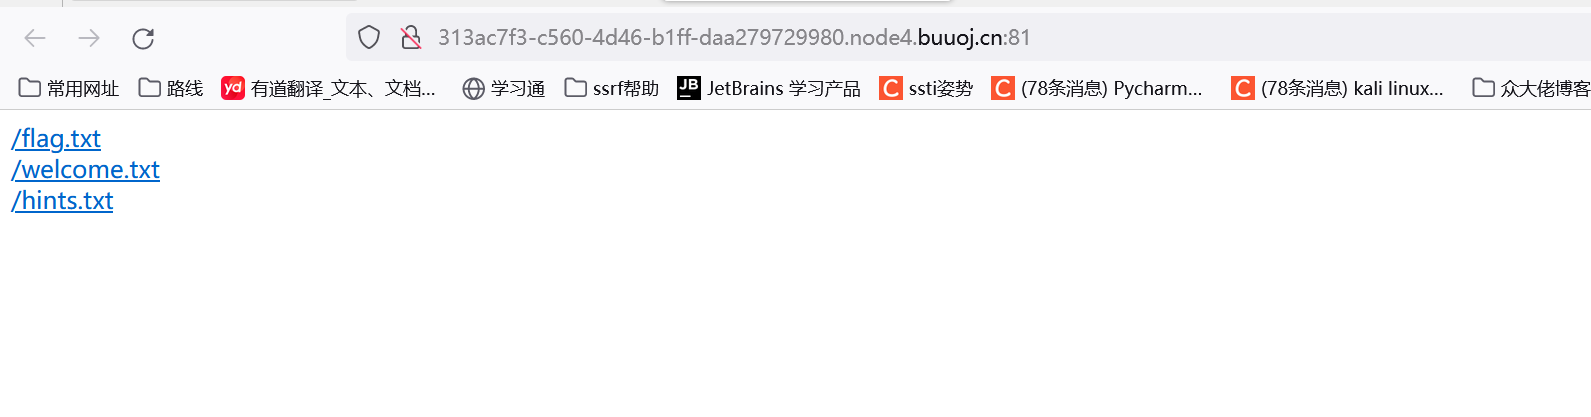 313ac7f3-c560-4d46-b1ff-daa279729980.node4.buuoj.cn:81
常用网址 路线 yd 有道翻译_文本、文档... 学习通 ssrf帮助 JB JetBrains 学习产品 C ssti姿势 C (78条消息) Pycharm... C (78条消息) kali linux... 众大佬博客
/flag.txt
/welcome.txt
/hints.txt